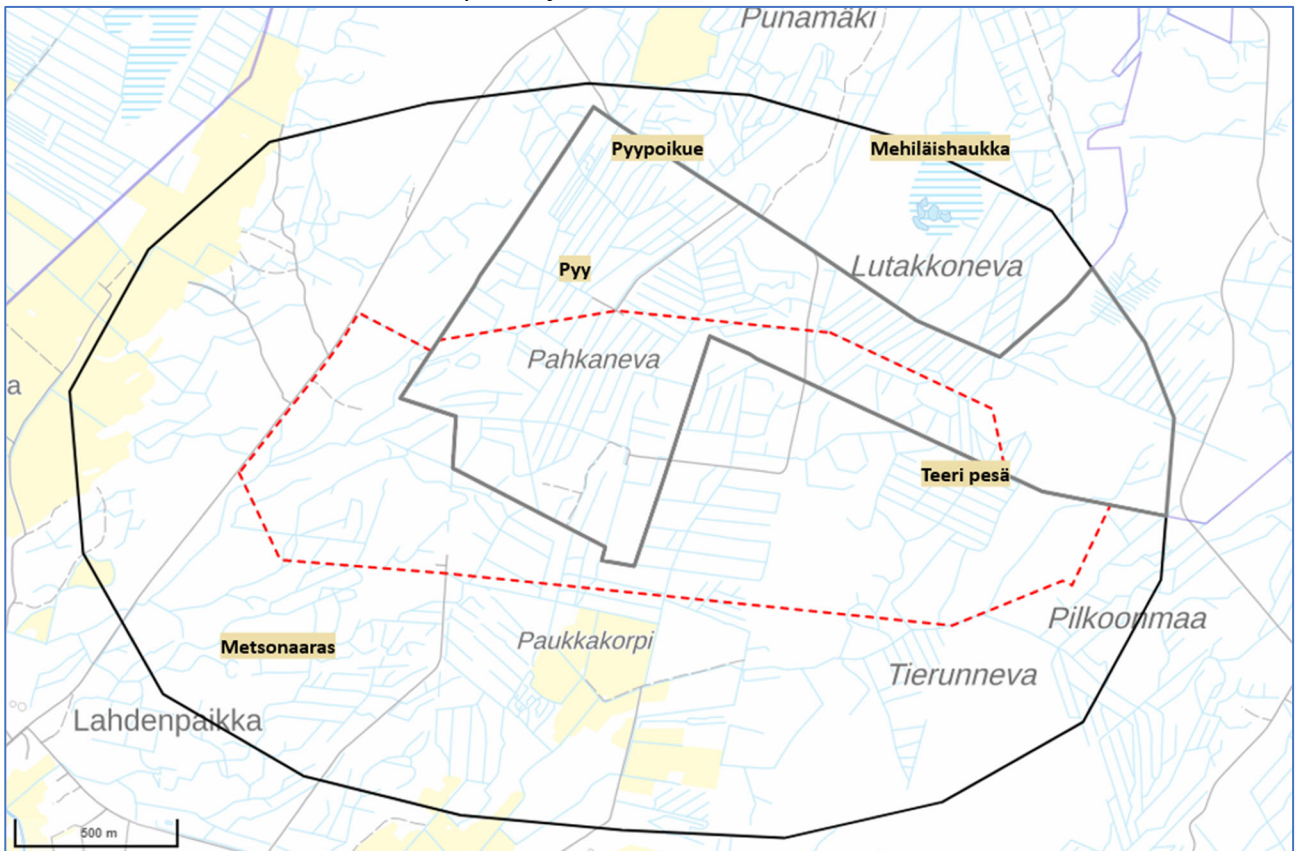 Punamäki
Pyypoikue
Mehiläishaukka
Pyy
Lutakkoneva
Pahkaneva
a
Teeri pesä
Pilkoonmaa
Metsonaaras
Paukkakorpi
Tierunneva
Lahdenpaikka
500 m